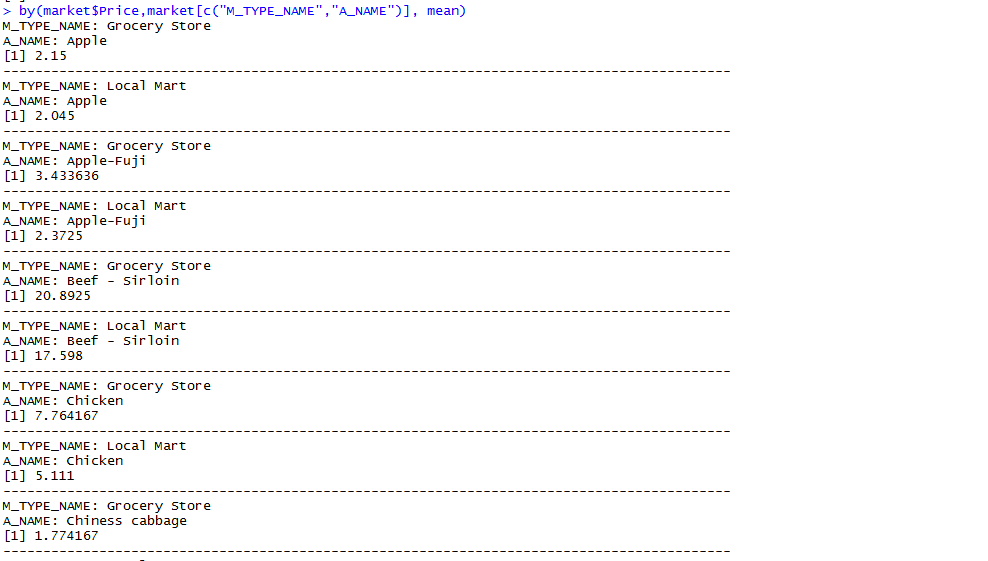 > by(market$Price,market[c("M_TYPE_NAME","A_NAME")], mean)
M_TYPE_NAME: Grocery Store
A_NAME: Apple
[1] 2.15
-------------------------------------------------------------------------------------------
M_TYPE_NAME: Local Mart
A_NAME: Apple
[1] 2.045
-------------------------------------------------------------------------------------------
M_TYPE_NAME: Grocery Store
A_NAME: Apple-Fuji
[1] 3.433636
-------------------------------------------------------------------------------------------
M_TYPE_NAME: Local Mart
A_NAME: Apple-Fuji
[1] 2.3725
-------------------------------------------------------------------------------------------
M_TYPE_NAME: Grocery Store
A_NAME: Beef - Sirloin
[1] 20.8925
-------------------------------------------------------------------------------------------
M_TYPE_NAME: Local Mart
A_NAME: Beef - Sirloin
[1] 17.598
-------------------------------------------------------------------------------------------
M_TYPE_NAME: Grocery Store
A_NAME: Chicken
[1] 7.764167
-------------------------------------------------------------------------------------------
M_TYPE_NAME: Local Mart
A_NAME: Chicken
[1] 5.111
-------------------------------------------------------------------------------------------
M_TYPE_NAME: Grocery Store
A_NAME: Chiness cabbage
[1] 1.774167
-------------------------------------------------------------------------------------------